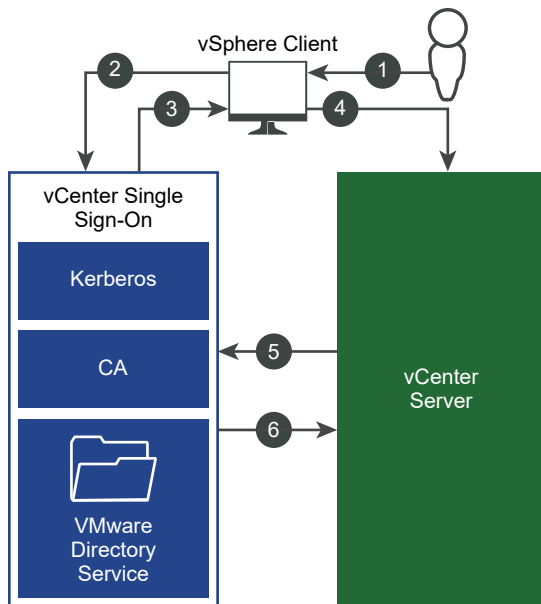 vSphere Client
1
2
3
4
vCenter Single
Sign-On
Kerberos
CA
VMware
Directory
Service
5
6
vCenter
Server